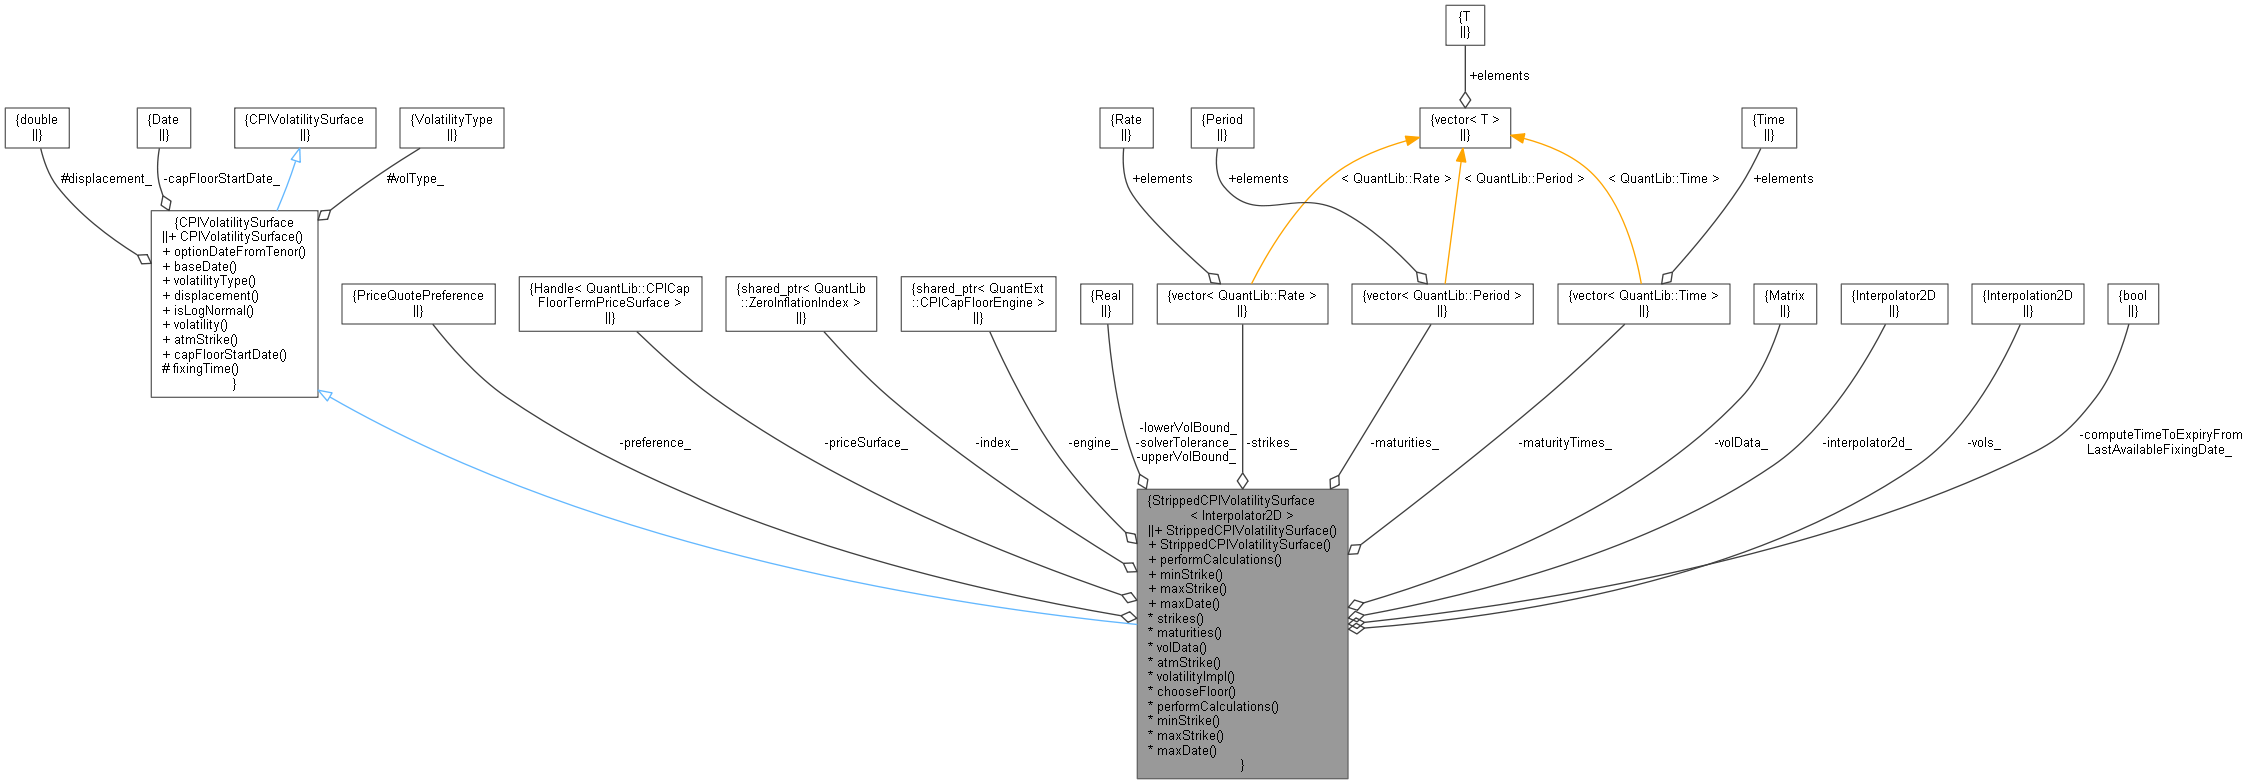 {T
||}
+elements
{double
||}
{Date
||}
{CPIVolatilitySurface
||}
{VolatilityType
||}
{Rate
||}
{Period
||}
{vector< T >
||}
{Time
||}
#displacement_
-capFloorStartDate_
#volType_
+elements
+elements
< QuantLib::Rate >
< QuantLib::Period >
< QuantLib::Time >
+elements
{CPIVolatilitySurface
||+ CPIVolatilitySurface()
+ optionDateFromTenor()
+ baseDate()
+ volatilityType()
+ displacement()
+ isLogNormal()
+ volatility()
+ atmStrike()
+ capFloorStartDate()
# fixingTime()
}
{PriceQuotePreference
||}
{Handle< QuantLib::CPICap
FloorTermPriceSurface >
||}
{shared_ptr< QuantLib
::ZeroInflationIndex >
||}
{shared_ptr< QuantExt
::CPICapFloorEngine >
||}
{Real
||}
{vector< QuantLib::Rate >
||}
{vector< QuantLib::Period >
||}
{vector< QuantLib::Time >
||}
{Matrix
||}
{Interpolator2D
||}
{Interpolation2D
||}
{bool
||}
-preference_
-priceSurface_
-index_
-engine_
-lowerVolBound_
-solverTolerance_
-upperVolBound_
-strikes_
-maturities_
-maturityTimes_
-volData_
-interpolator2d_
-vols_
-computeTimeToExpiryFrom
LastAvailableFixingDate_
{StrippedCPIVolatilitySurface
< Interpolator2D >
||+ StrippedCPIVolatilitySurface()
+ StrippedCPIVolatilitySurface()
+ performCalculations()
+ minStrike()
+ maxStrike()
+ maxDate()
* strikes()
* maturities()
* volData()
* atmStrike()
* volatilityImpl()
* chooseFloor()
* performCalculations()
* minStrike()
* maxStrike()
* maxDate()
}